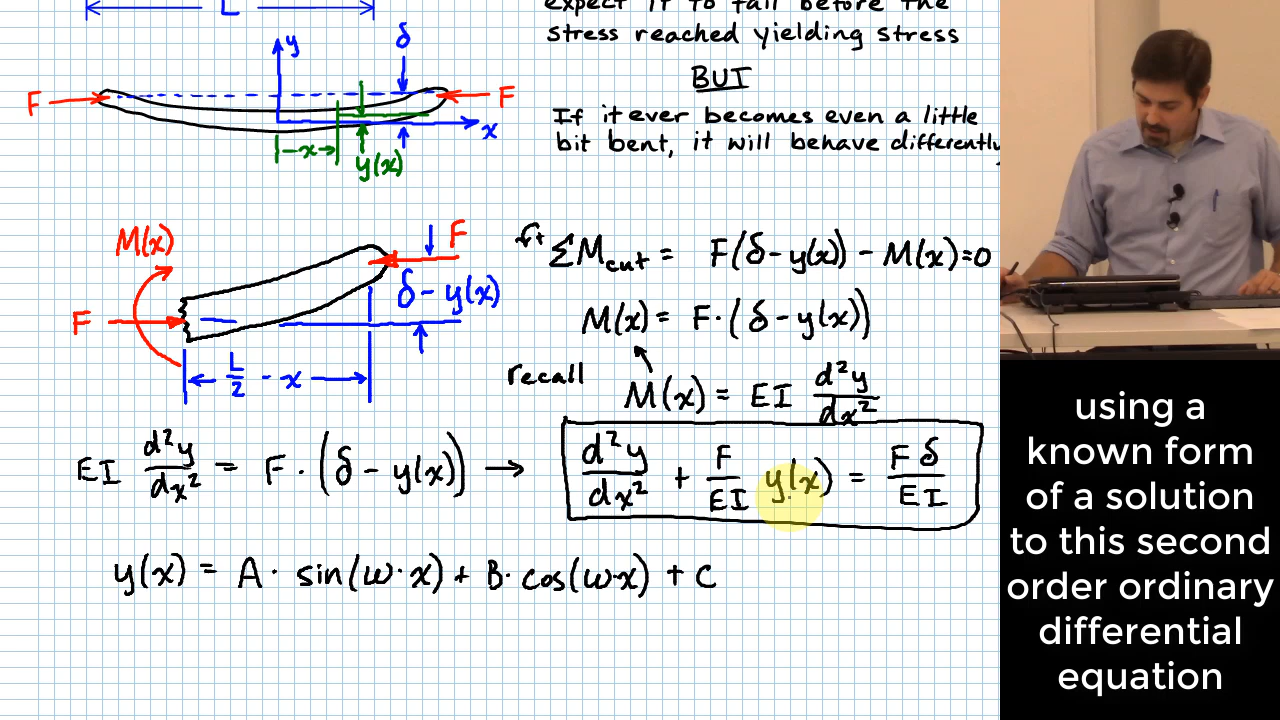 L
expect it to fail before the
stress reached yielding stress
BUT
If it ever becomes even a little
bit bent, it will behave differently
y
δ
F
F
x
x
y(x)
M(x)
F
F
δ - y(x)
L/2 - x
ΣM_cut = F(δ - y(x)) - M(x) = 0
M(x) = F·(δ - y(x))
recall
M(x) = EI d²y/dx²
EI d²y/dx² = F·(δ - y(x)) → d²y/dx² + F/EI y(x) = Fδ/EI
y(x) = A· sin(ω·x) + B· cos(ω·x) + C
using a
known form
of a solution
to this second
order ordinary
differential
equation